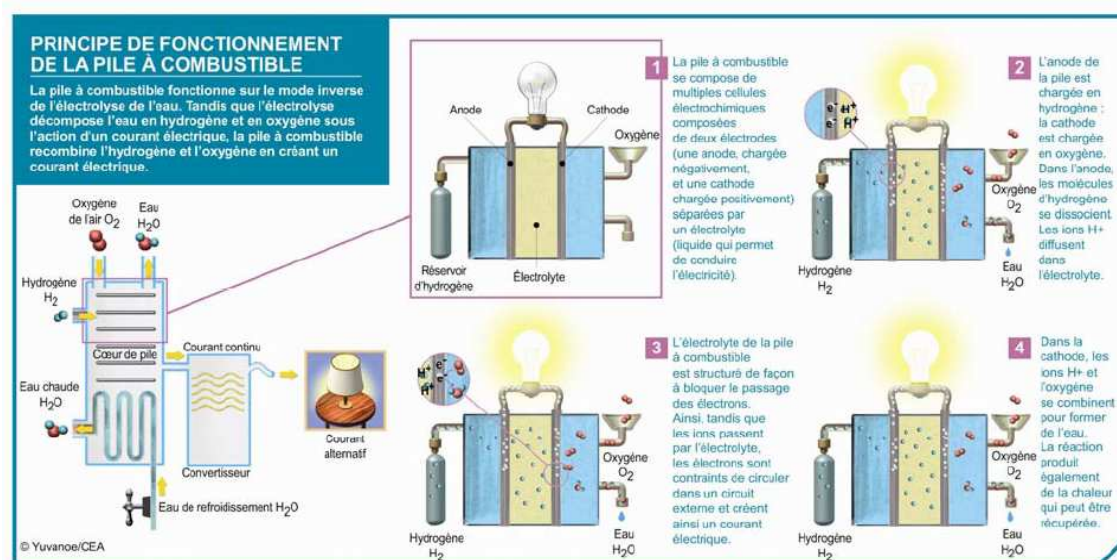 PRINCIPE DE FONCTIONNEMENT
DE LA PILE À COMBUSTIBLE
La pile à combustible fonctionne sur le mode inverse
de l'électrolyse de l'eau. Tandis que l'électrolyse
décompose l'eau en hydrogène et en oxygène sous
l'action d'un courant électrique, la pile à combustible
recombine l'hydrogène et l'oxygène en créant un
courant électrique.
Oxygène
de l'air O2
Eau
H2O
Hydrogène
H2
Cœur de pile
Courant continu
Eau chaude
H2O
Convertisseur
Courant
alternatif
Eau de refroidissement H2O
© Yuvanoe/CEA
Anode
Cathode
Oxygène
Réservoir
d'hydrogène
Électrolyte
1
La pile à combustible
se compose de
multiples cellules
électrochimiques
composées
de deux électrodes
(une anode, chargée
négativement,
et une cathode
chargée positivement)
séparées par
un électrolyte
(liquide qui permet
de conduire
l'électricité).
e- H+
e- H+
Hydrogène
H2
Oxygène
O2
Eau
H2O
2
L'anode de
la pile est
chargée en
hydrogène ;
la cathode
est chargée
en oxygène.
Dans l'anode,
les molécules
d'hydrogène
se dissocient
Les ions H+
diffusent
dans
l'électrolyte.
H+
H+
Hydrogène
H2
Oxygène
O2
Eau
H2O
3
L'électrolyte de la pile
à combustible
est structuré de façon
à bloquer le passage
des électrons.
Ainsi, tandis que
les ions passent
par l'électrolyte,
les électrons sont
contraints de circuler
dans un circuit
externe et créent
ainsi un courant
électrique.
Hydrogène
H2
Oxygène
O2
Eau
H2O
4
Dans la
cathode, les
ions H+ et
l'oxygène
se combinent
pour former
de l'eau.
La réaction
produit
également
de la chaleur
qui peut être
récupérée.